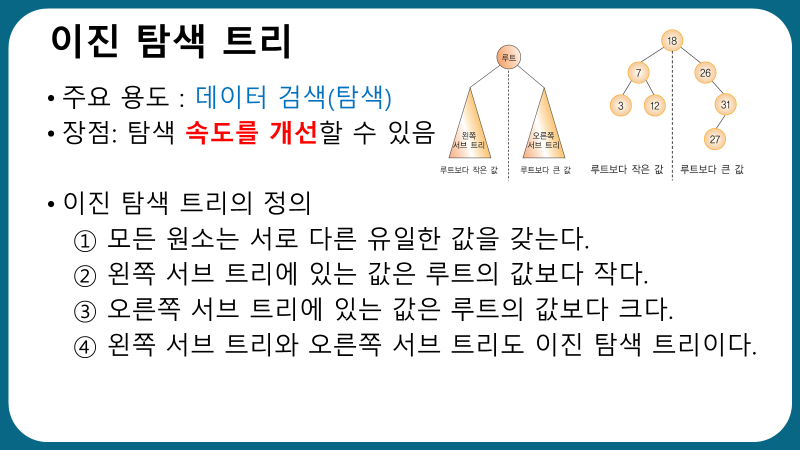 이진 탐색 트리
• 주요 용도 : 데이터 검색(탐색)
• 장점: 탐색 속도를 개선할 수 있음
루트
왼쪽
서브 트리
오른쪽
서브 트리
루트보다 작은 값
루트보다 큰 값
18
7
26
3
12
31
27
루트보다 작은 값
루트보다 큰 값
• 이진 탐색 트리의 정의
① 모든 원소는 서로 다른 유일한 값을 갖는다.
② 왼쪽 서브 트리에 있는 값은 루트의 값보다 작다.
③ 오른쪽 서브 트리에 있는 값은 루트의 값보다 크다.
④ 왼쪽 서브 트리와 오른쪽 서브 트리도 이진 탐색 트리이다.